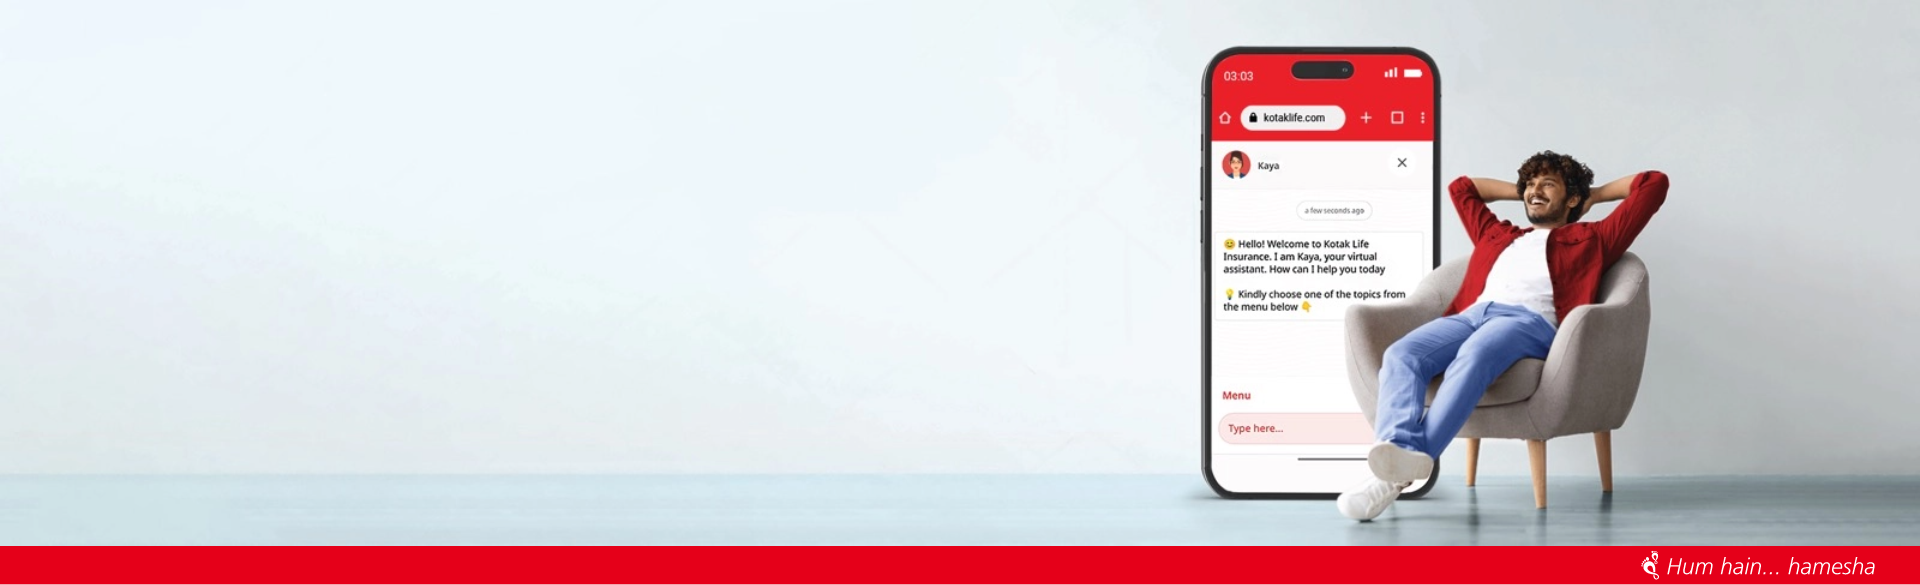 03:03
kotaklife.com
Kaya
a few seconds ago
😊 Hello! Welcome to Kotak Life
Insurance. I am Kaya, your virtual
assistant. How can I help you today
💡 Kindly choose one of the topics from
the menu below 👇
Menu
Type here...
Hum hain... hamesha